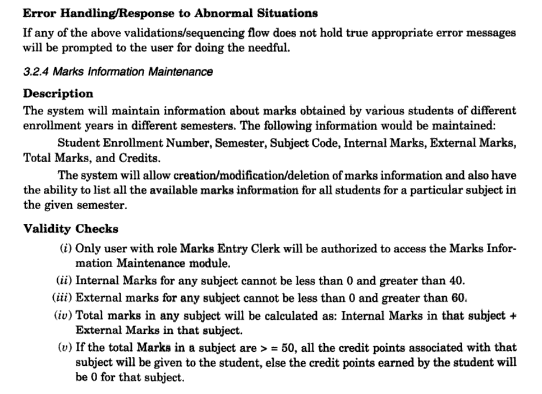 Error Handling/Response to Abnormal Situations
If any of the above validations/sequencing flow does not hold true appropriate error messages
will be prompted to the user for doing the needful.
3.2.4 Marks Information Maintenance
Description
The system will maintain information about marks obtained by various students of different
enrollment years in different semesters. The following information would be maintained:
Student Enrollment Number, Semester, Subject Code, Internal Marks, External Marks,
Total Marks, and Credits.
The system will allow creation/modification/deletion of marks information and also have
the ability to list all the available marks information for all students for a particular subject in
the given semester.
Validity Checks
(i) Only user with role Marks Entry Clerk will be authorized to access the Marks Infor-
mation Maintenance module.
(ii) Internal Marks for any subject cannot be less than 0 and greater than 40.
(iii) External marks for any subject cannot be less than 0 and greater than 60.
(iv) Total marks in any subject will be calculated as: Internal Marks in that subject +
External Marks in that subject.
(v) If the total Marks in a subject are > = 50, all the credit points associated with that
subject will be given to the student, else the credit points earned by the student will
be 0 for that subject.